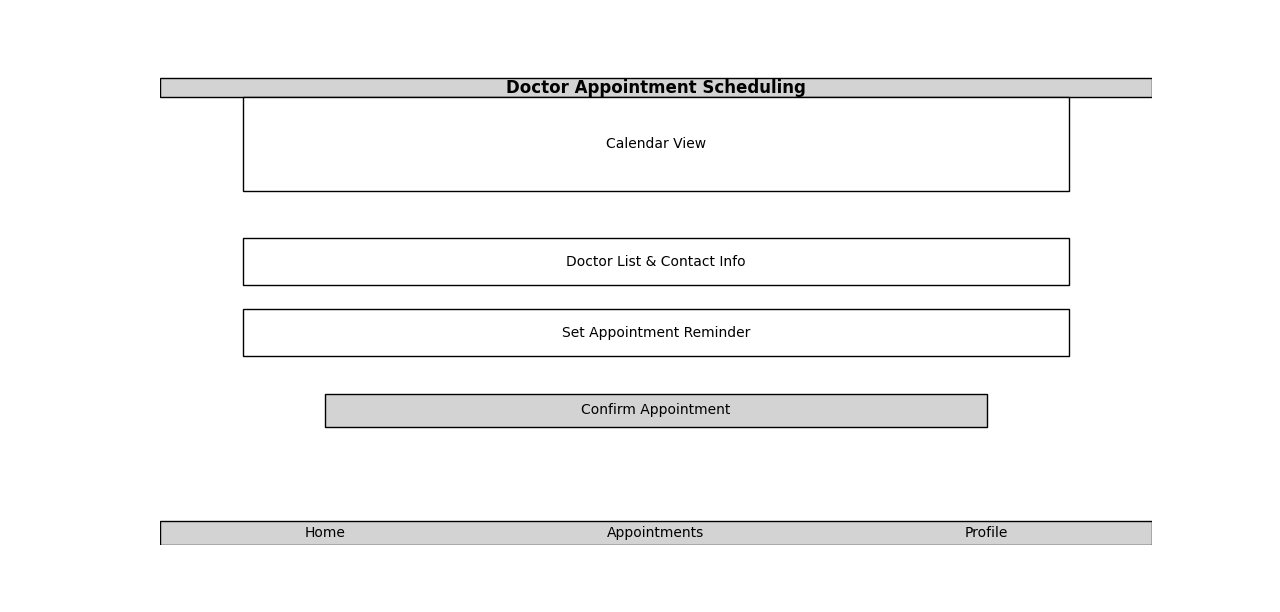 Doctor Appointment Scheduling
Calendar View
Doctor List & Contact Info
Set Appointment Reminder
Confirm Appointment
Home Appointments Profile